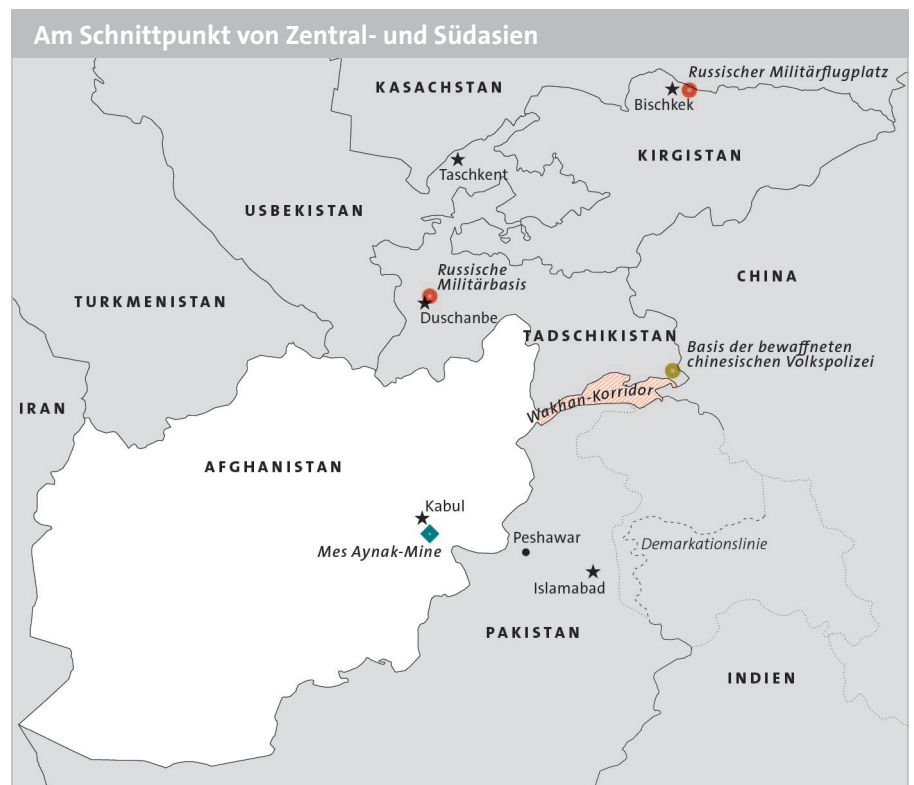 Am Schnittpunkt von Zentral- und Südasien
Russischer Militärflugplatz
KASACHSTAN
Bischkek
KIRGISTAN
Taschkent
USBEKISTAN
Russische
Militärbasis
CHINA
TURKMENISTAN
Duschanbe
TADSCHIKISTAN
Basis der bewaffneten
chinesischen Volkspolizei
Wakhan-Korridor
IRAN
AFGHANISTAN
Kabul
Mes Aynak-Mine
Peshawar
Demarkationslinie
Islamabad
PAKISTAN
INDIEN